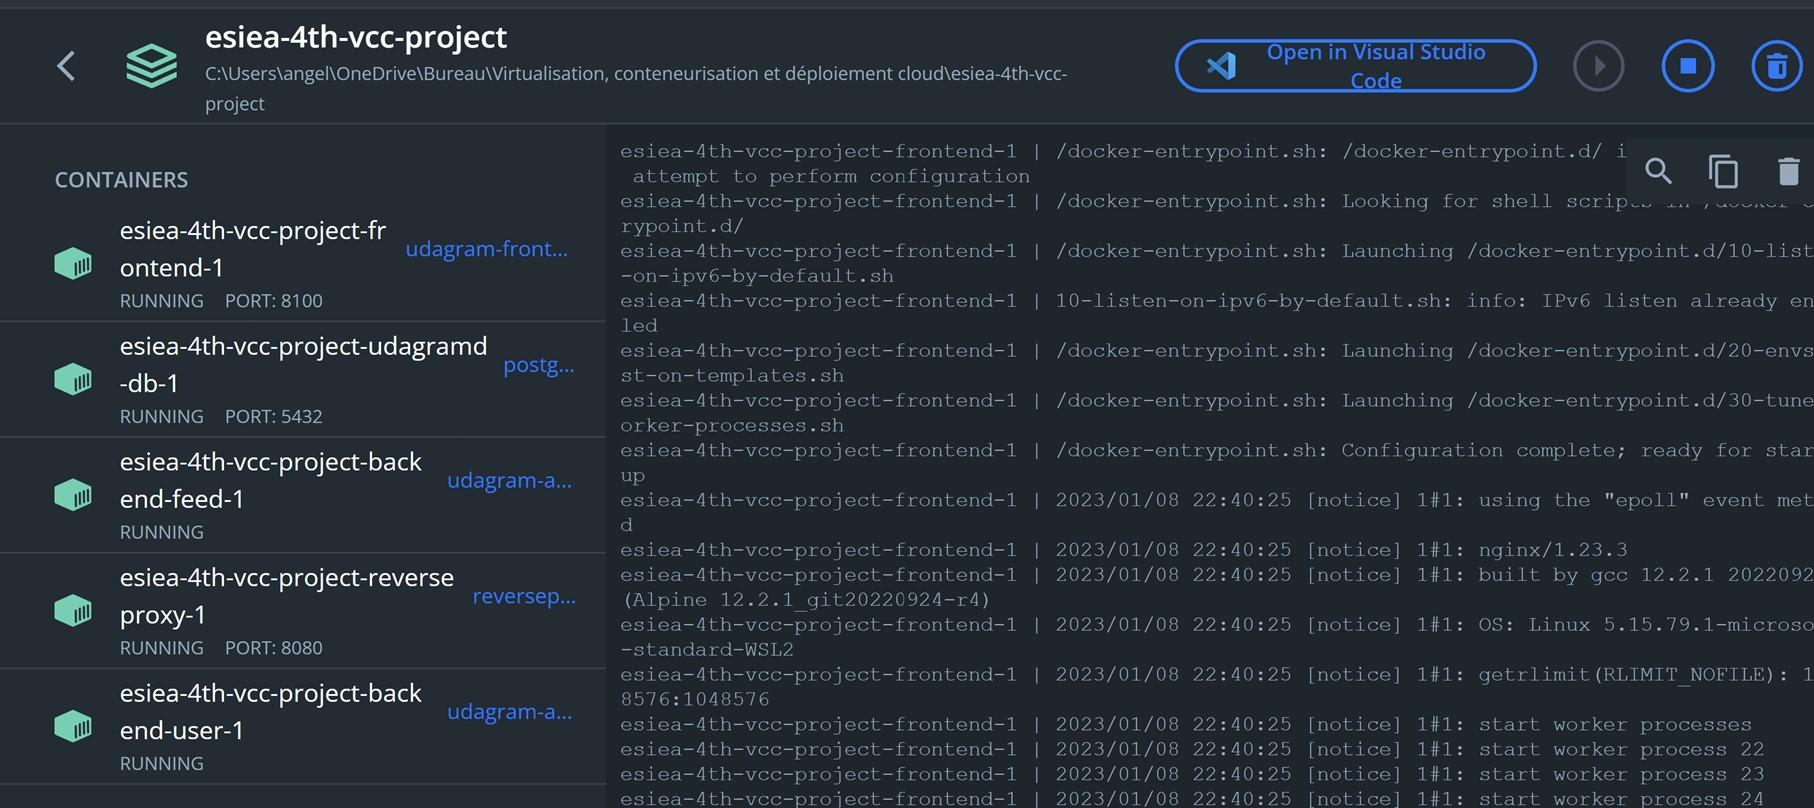 esiea-4th-vcc-project
C:\Users\angel\OneDrive\Bureau\Virtualisation, conteneurisation et déploiement cloud\esiea-4th-vcc-
project
Open in Visual Studio
Code
CONTAINERS
esiea-4th-vcc-project-fr
ontend-1
udagram-front...
RUNNING PORT: 8100
esiea-4th-vcc-project-udagramd
-db-1
postg...
RUNNING PORT: 5432
esiea-4th-vcc-project-back
end-feed-1
udagram-a...
RUNNING
esiea-4th-vcc-project-reverse
proxy-1
reversep...
RUNNING PORT: 8080
esiea-4th-vcc-project-back
end-user-1
udagram-a...
RUNNING
esiea-4th-vcc-project-frontend-1 | /docker-entrypoint.sh: /docker-entrypoint.d/ i
attempt to perform configuration
esiea-4th-vcc-project-frontend-1 | /docker-entrypoint.sh: Looking for shell scripts in /docker-e
rypoint.d/
esiea-4th-vcc-project-frontend-1 | /docker-entrypoint.sh: Launching /docker-entrypoint.d/10-list
-on-ipv6-by-default.sh
esiea-4th-vcc-project-frontend-1 | 10-listen-on-ipv6-by-default.sh: info: IPv6 listen already en
led
esiea-4th-vcc-project-frontend-1 | /docker-entrypoint.sh: Launching /docker-entrypoint.d/20-envs
st-on-templates.sh
esiea-4th-vcc-project-frontend-1 | /docker-entrypoint.sh: Launching /docker-entrypoint.d/30-tune
orker-processes.sh
esiea-4th-vcc-project-frontend-1 | /docker-entrypoint.sh: Configuration complete; ready for star
up
esiea-4th-vcc-project-frontend-1 | 2023/01/08 22:40:25 [notice] 1#1: using the "epoll" event met
d
esiea-4th-vcc-project-frontend-1 | 2023/01/08 22:40:25 [notice] 1#1: nginx/1.23.3
esiea-4th-vcc-project-frontend-1 | 2023/01/08 22:40:25 [notice] 1#1: built by gcc 12.2.1 2022092
(Alpine 12.2.1_git20220924-r4)
esiea-4th-vcc-project-frontend-1 | 2023/01/08 22:40:25 [notice] 1#1: OS: Linux 5.15.79.1-microso
-standard-WSL2
esiea-4th-vcc-project-frontend-1 | 2023/01/08 22:40:25 [notice] 1#1: getrlimit(RLIMIT_NOFILE): 1
8576:1048576
esiea-4th-vcc-project-frontend-1 | 2023/01/08 22:40:25 [notice] 1#1: start worker processes
esiea-4th-vcc-project-frontend-1 | 2023/01/08 22:40:25 [notice] 1#1: start worker process 22
esiea-4th-vcc-project-frontend-1 | 2023/01/08 22:40:25 [notice] 1#1: start worker process 23
esiea-4th-vcc-project-frontend-1 | 2023/01/08 22:40:25 [notice] 1#1: start worker process 24